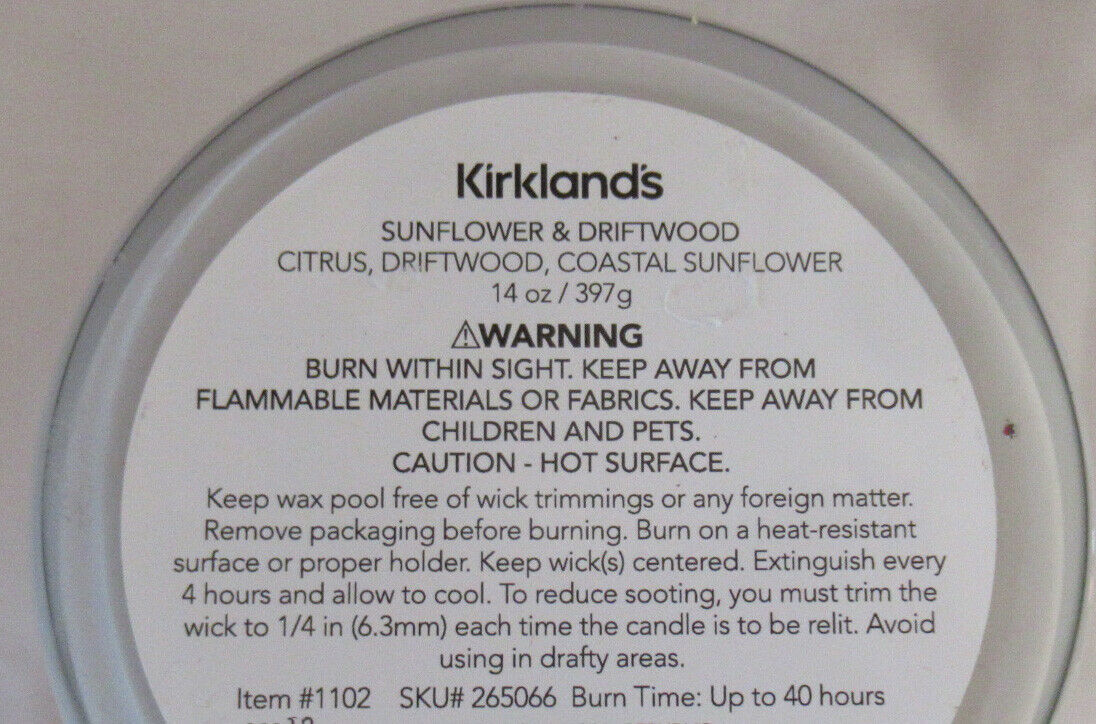 Kirkland's
SUNFLOWER & DRIFTWOOD
CITRUS, DRIFTWOOD, COASTAL SUNFLOWER
14 oz / 397g
⚠WARNING
BURN WITHIN SIGHT. KEEP AWAY FROM
FLAMMABLE MATERIALS OR FABRICS. KEEP AWAY FROM
CHILDREN AND PETS.
CAUTION - HOT SURFACE.
Keep wax pool free of wick trimmings or any foreign matter.
Remove packaging before burning. Burn on a heat-resistant
surface or proper holder. Keep wick(s) centered. Extinguish every
4 hours and allow to cool. To reduce sooting, you must trim the
wick to 1/4 in (6.3mm) each time the candle is to be relit. Avoid
using in drafty areas.
Item #1102 SKU# 265066 Burn Time: Up to 40 hours